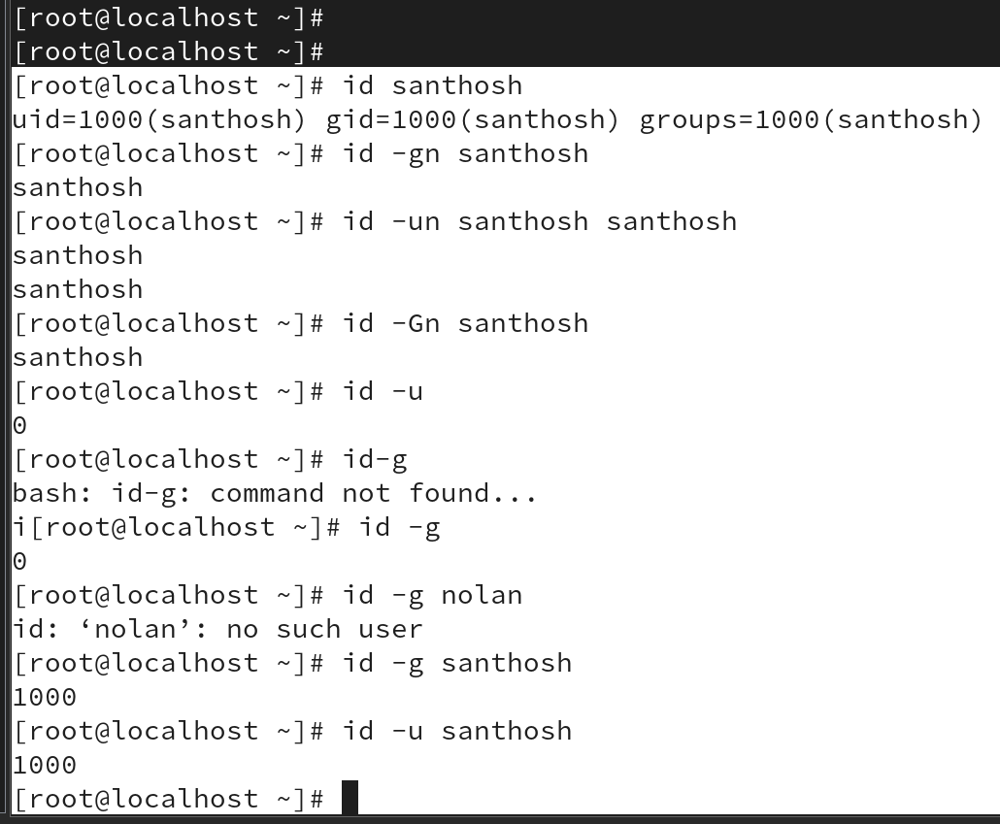 [root@localhost ~]#
[root@localhost ~]#
[root@localhost ~]# id santhosh
uid=1000(santhosh) gid=1000(santhosh) groups=1000(santhosh)
[root@localhost ~]# id -gn santhosh
santhosh
[root@localhost ~]# id -un santhosh santhosh
santhosh
santhosh
[root@localhost ~]# id -Gn santhosh
santhosh
[root@localhost ~]# id -u
0
[root@localhost ~]# id-g
bash: id-g: command not found...
i[root@localhost ~]# id -g
0
[root@localhost ~]# id -g nolan
id: ‘nolan’: no such user
[root@localhost ~]# id -g santhosh
1000
[root@localhost ~]# id -u santhosh
1000
[root@localhost ~]#